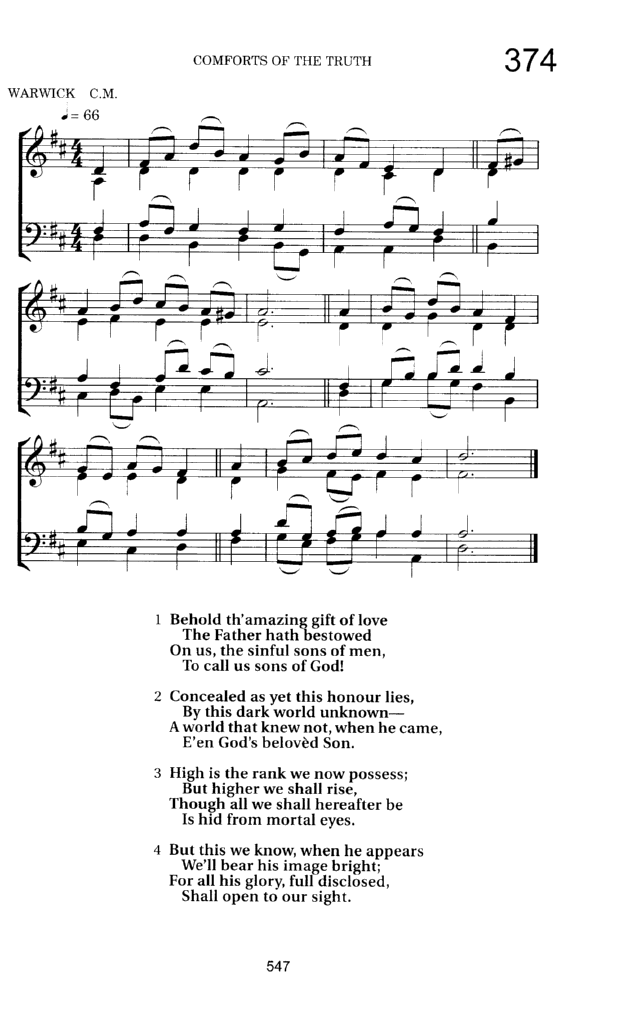 COMFORTS OF THE TRUTH 374
WARWICK C.M.
♩= 66
1 Behold th'amazing gift of love
The Father hath bestowed
On us, the sinful sons of men,
To call us sons of God!
2 Concealed as yet this honour lies,
By this dark world unknown—
A world that knew not, when he came,
E'en God's belovèd Son.
3 High is the rank we now possess;
But higher we shall rise,
Though all we shall hereafter be
Is hid from mortal eyes.
4 But this we know, when he appears
We'll bear his image bright;
For all his glory, full disclosed,
Shall open to our sight.
547